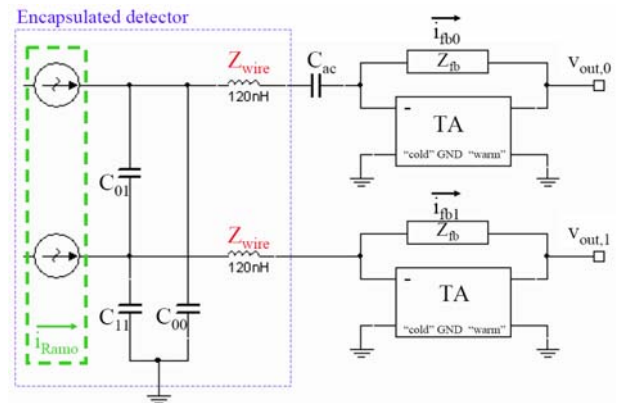 Encapsulated detector
Z_wire
120nH
C_ac
i_fb0
Z_fb
v_out,0
-
TA
"cold" GND "warm"
C_01
i_fb1
Z_fb
v_out,1
Z_wire
120nH
-
TA
"cold" GND "warm"
C_11
C_00
i_Ramo